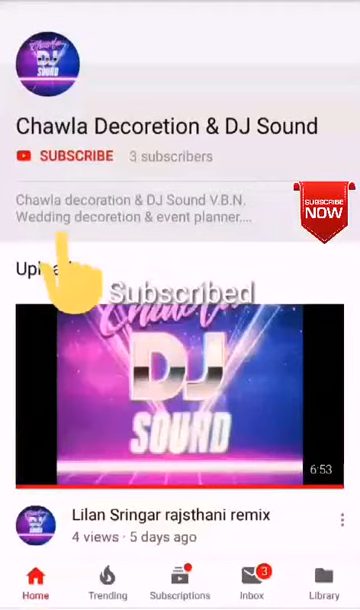 DJ
SOUND
Chawla Decoretion & DJ Sound
SUBSCRIBE 3 subscribers
Chawla decoration & DJ Sound V.B.N.
Wedding decoration & event planner....
SUBSCRIBE
NOW
Subscribed
DJ
SOUND
6:53
Lilan Sringar rajsthani remix
4 views · 5 days ago
3
Home Trending Subscriptions Inbox Library